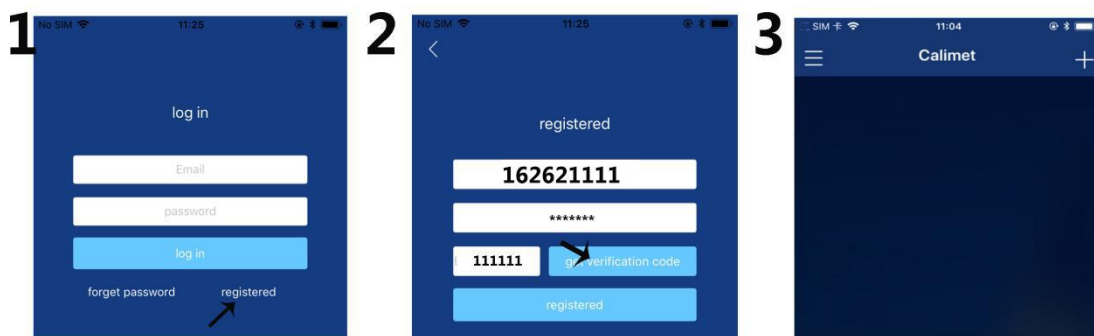 1
No SIM 11:25
log in
Email
password
log in
forget password registered
2
No SIM 11:25
registered
162621111
*******
111111 get verification code
registered
3
SIM 卡 11:04
Calimet